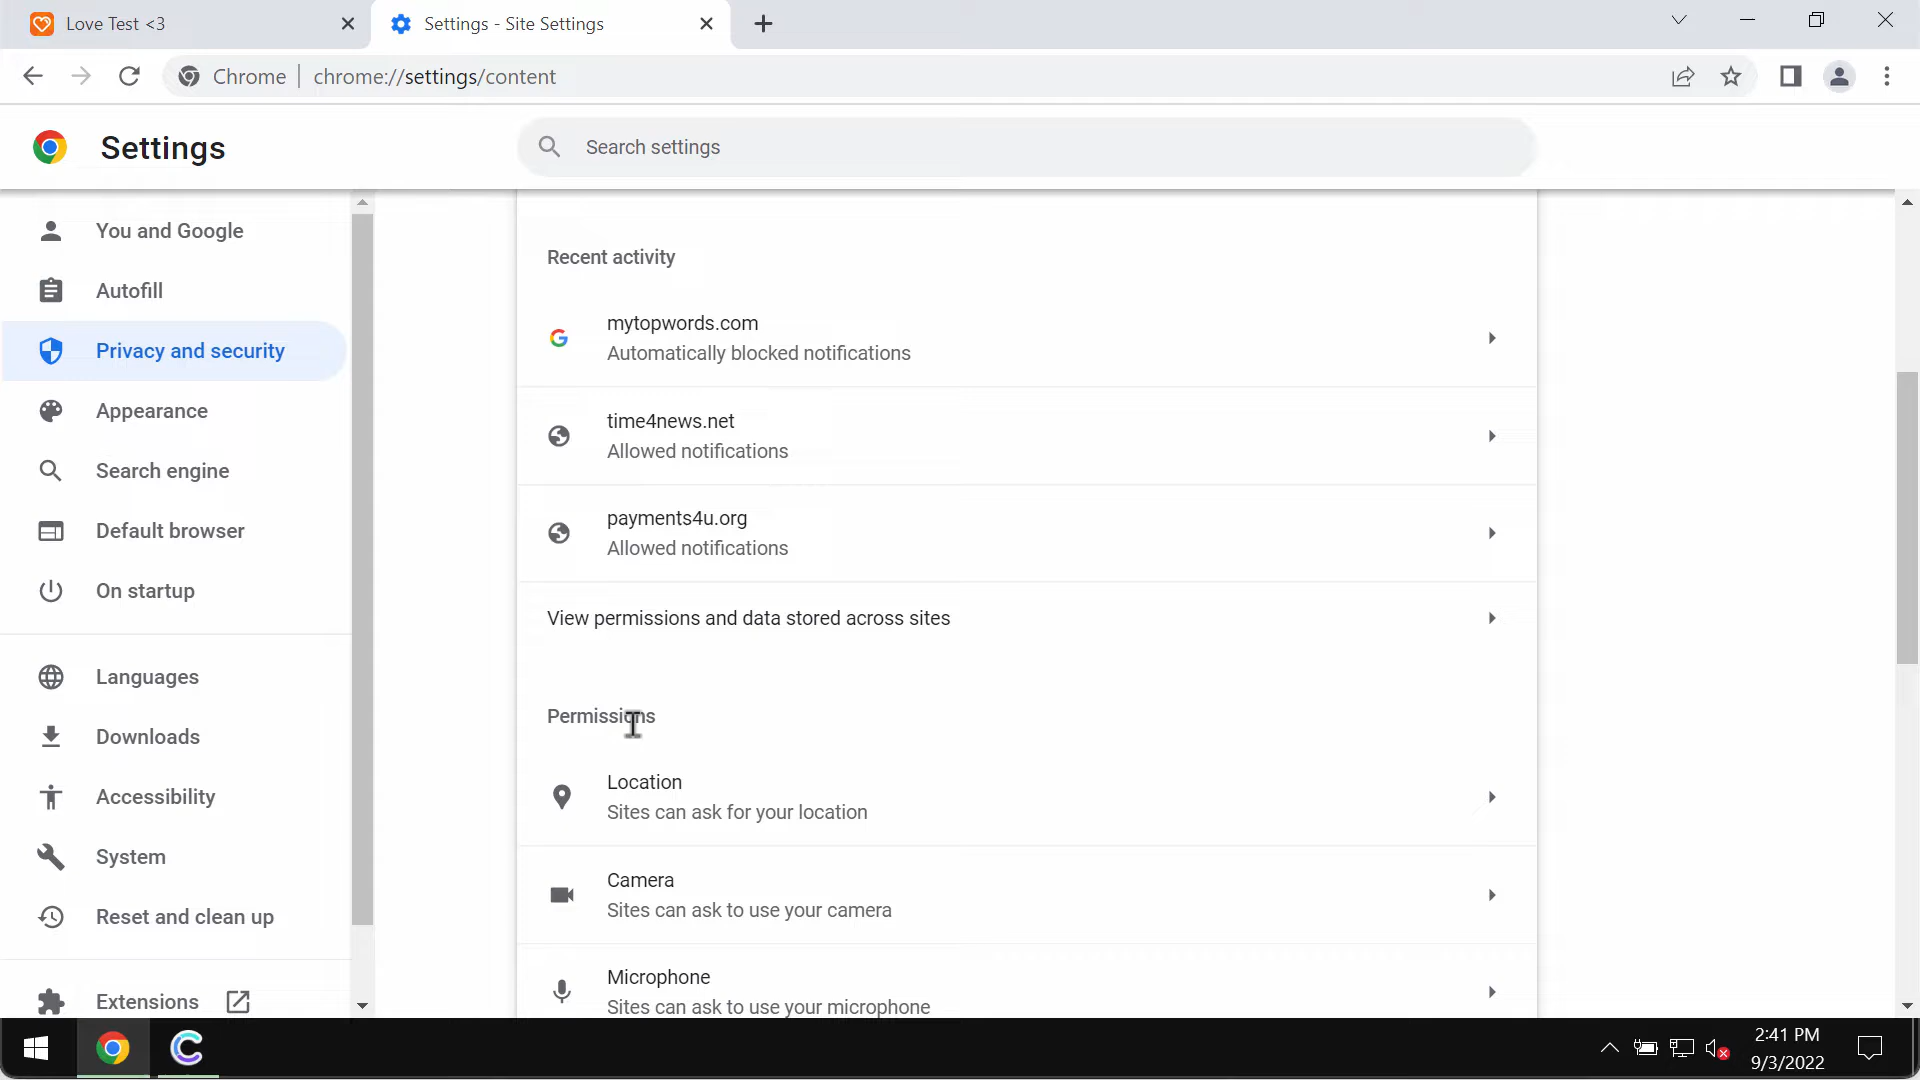 Love Test <3
Settings - Site Settings
Chrome
chrome://settings/content
Settings
Search settings
You and Google
Autofill
Privacy and security
Appearance
Search engine
Default browser
On startup
Languages
Downloads
Accessibility
System
Reset and clean up
Extensions
Recent activity
mytopwords.com
Automatically blocked notifications
time4news.net
Allowed notifications
payments4u.org
Allowed notifications
View permissions and data stored across sites
Permissions
Location
Sites can ask for your location
Camera
Sites can ask to use your camera
Microphone
Sites can ask to use your microphone
2:41 PM
9/3/2022